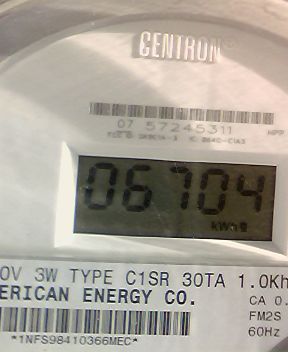 CENTRON
07 57245311
06704
kWh
0V 3W TYPE C1SR 30TA 1.0Kh
ERICAN ENERGY CO.
CA 0.
FM2S
60Hz
*1NFS98410366MEC*